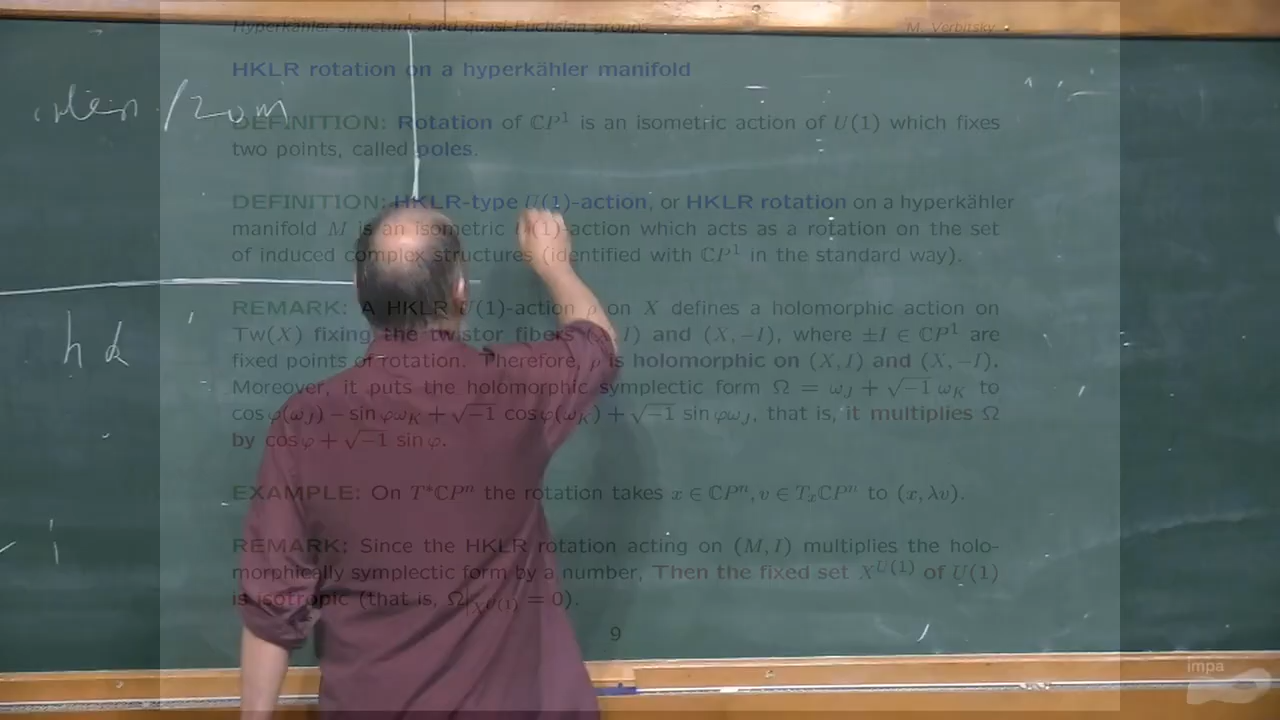 Hyperkähler structures and quasi-Fuchsian groups M. Verbitsky
HKLR rotation on a hyperkähler manifold
DEFINITION: Rotation of ℂP¹ is an isometric action of U(1) which fixes
two points, called poles.
DEFINITION: HKLR-type U(1)-action, or HKLR rotation on a hyperkähler
manifold M is an isometric U(1)-action which acts as a rotation on the set
of induced complex structures (identified with ℂP¹ in the standard way).
REMARK: A HKLR U(1)-action ρ on X defines a holomorphic action on
Tw(X) fixing the twistor fibers (X, I) and (X, −I), where ±I ∈ ℂP¹ are
fixed points of rotation. Therefore, ρ is holomorphic on (X, I) and (X, −I).
Moreover, it puts the holomorphic symplectic form Ω = ω_J + √−1 ω_K to
cos φ(ω_J) − sin φω_K + √−1 cos φ(ω_K) + √−1 sin φω_J, that is, it multiplies Ω
by cos φ + √−1 sin φ.
EXAMPLE: On T*ℂPⁿ the rotation takes x ∈ ℂPⁿ, v ∈ T_xℂPⁿ to (x, λv).
REMARK: Since the HKLR rotation acting on (M, I) multiplies the holo-
morphically symplectic form by a number, Then the fixed set X^{U(1)} of U(1)
is isotropic (that is, Ω|_{X^{U(1)}} = 0).
9
impa